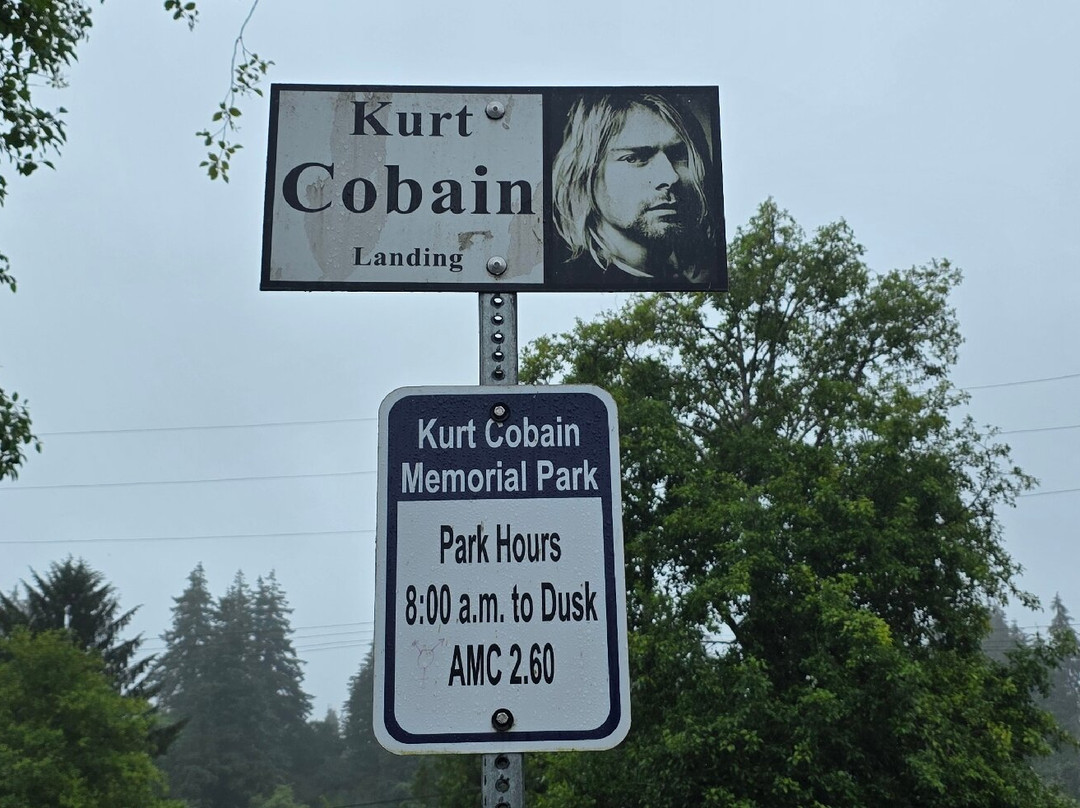 Kurt
Cobain
Landing
Kurt Cobain
Memorial Park
Park Hours
8:00 a.m. to Dusk
AMC 2.60